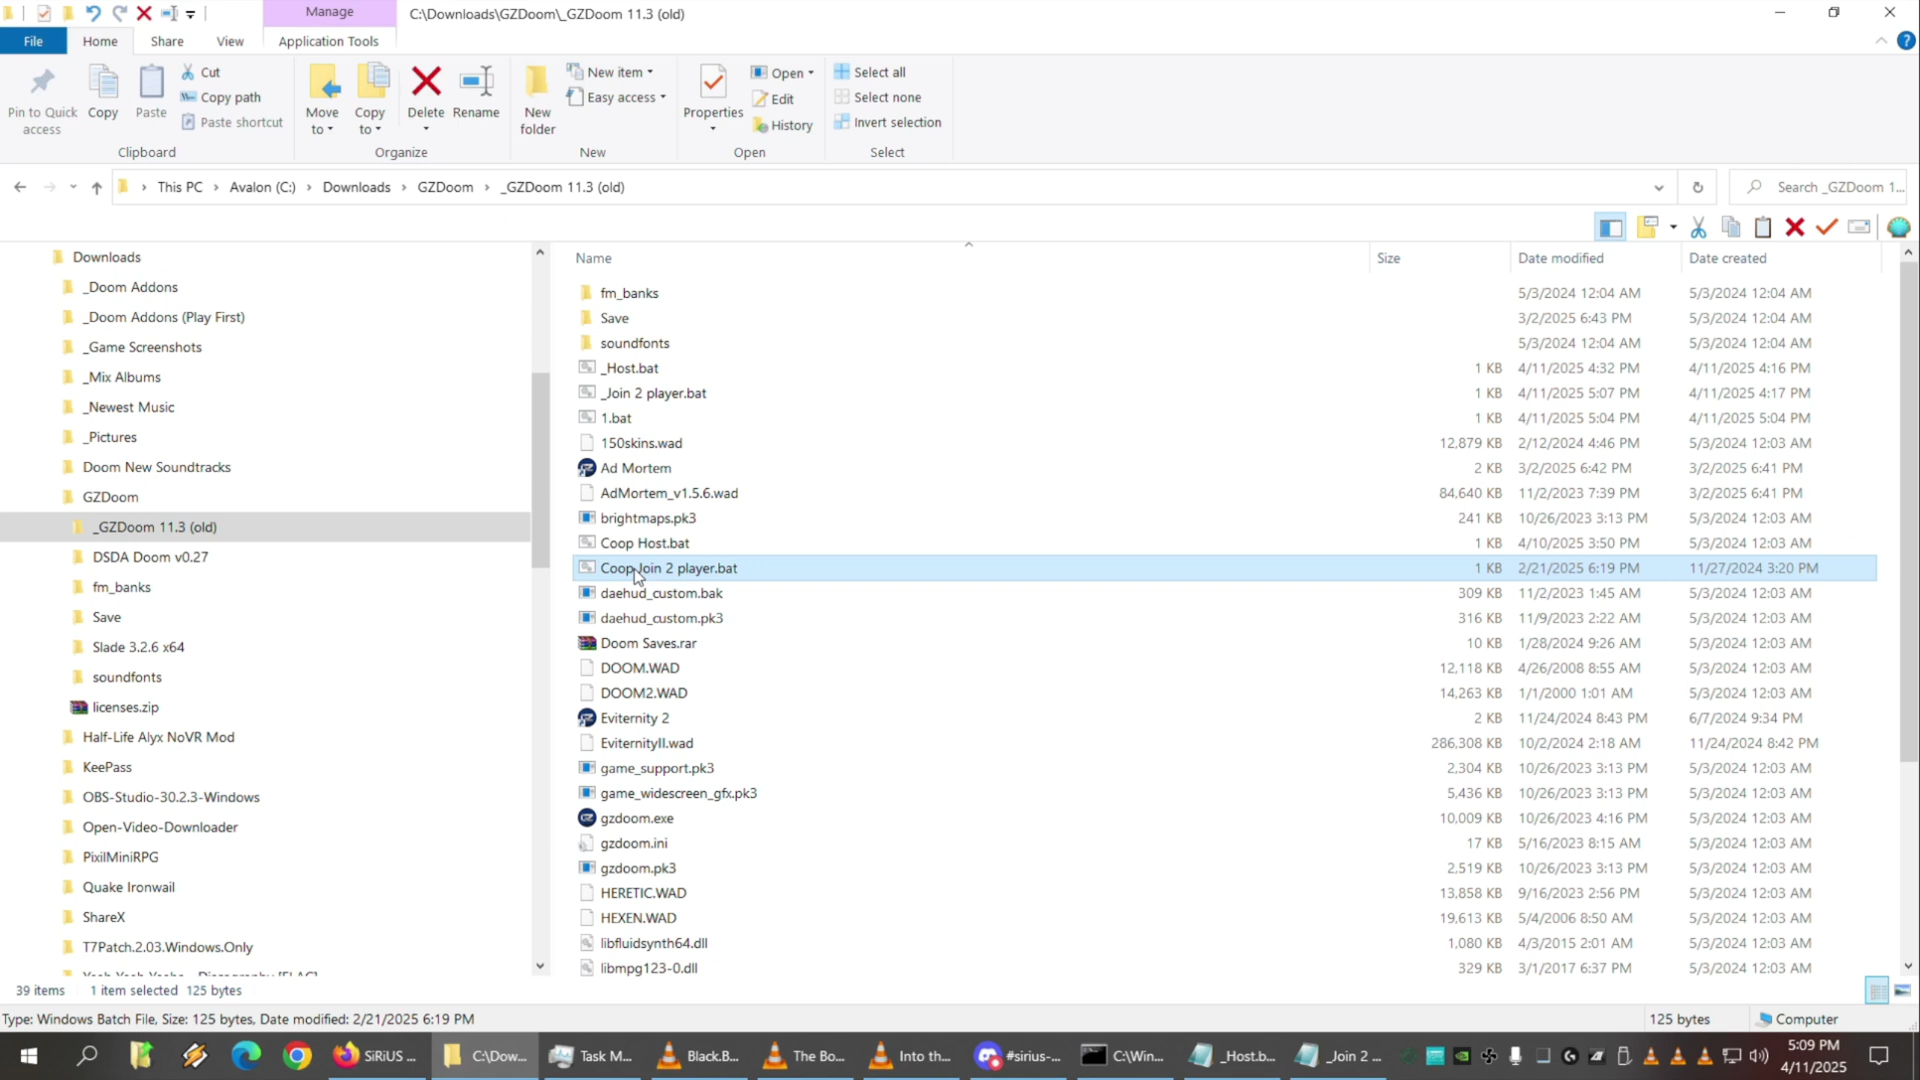 Manage
C:\Downloads\GZDoom\_GZDoom 11.3 (old)
File
Home
Share
View
Application Tools
Pin to Quick access
Copy
Paste
Cut
Copy path
Paste shortcut
Clipboard
Move to
Copy to
Delete
Rename
Organize
New folder
New item
Easy access
New
Properties
Open
Edit
History
Open
Select all
Select none
Invert selection
Select
This PC › Avalon (C:) › Downloads › GZDoom › _GZDoom 11.3 (old)
Search _GZDoom 1...
Downloads
_Doom Addons
_Doom Addons (Play First)
_Game Screenshots
_Mix Albums
_Newest Music
_Pictures
Doom New Soundtracks
GZDoom
_GZDoom 11.3 (old)
DSDA Doom v0.27
fm_banks
Save
Slade 3.2.6 x64
soundfonts
licenses.zip
Half-Life Alyx NoVR Mod
KeePass
OBS-Studio-30.2.3-Windows
Open-Video-Downloader
PixilMiniRPG
Quake Ironwail
ShareX
T7Patch.2.03.Windows.Only
Name Size Date modified Date created
fm_banks 5/3/2024 12:04 AM 5/3/2024 12:04 AM
Save 3/2/2025 6:43 PM 5/3/2024 12:04 AM
soundfonts 5/3/2024 12:04 AM 5/3/2024 12:04 AM
_Host.bat 1 KB 4/11/2025 4:32 PM 4/11/2025 4:16 PM
_Join 2 player.bat 1 KB 4/11/2025 5:07 PM 4/11/2025 4:17 PM
1.bat 1 KB 4/11/2025 5:04 PM 4/11/2025 5:04 PM
150skins.wad 12,879 KB 2/12/2024 4:46 PM 5/3/2024 12:03 AM
Ad Mortem 2 KB 3/2/2025 6:42 PM 3/2/2025 6:41 PM
AdMortem_v1.5.6.wad 84,640 KB 11/2/2023 7:39 PM 3/2/2025 6:41 PM
brightmaps.pk3 241 KB 10/26/2023 3:13 PM 5/3/2024 12:03 AM
Coop Host.bat 1 KB 4/10/2025 3:50 PM 5/3/2024 12:03 AM
Coop Join 2 player.bat 1 KB 2/21/2025 6:19 PM 11/27/2024 3:20 PM
daehud_custom.bak 309 KB 11/2/2023 1:45 AM 5/3/2024 12:03 AM
daehud_custom.pk3 316 KB 11/9/2023 2:22 AM 5/3/2024 12:03 AM
Doom Saves.rar 10 KB 1/28/2024 9:26 AM 5/3/2024 12:03 AM
DOOM.WAD 12,118 KB 4/26/2008 8:55 AM 5/3/2024 12:03 AM
DOOM2.WAD 14,263 KB 1/1/2000 1:01 AM 5/3/2024 12:03 AM
Eviternity 2 2 KB 11/24/2024 8:43 PM 6/7/2024 9:34 PM
EviternityII.wad 286,308 KB 10/2/2024 2:18 AM 11/24/2024 8:42 PM
game_support.pk3 2,304 KB 10/26/2023 3:13 PM 5/3/2024 12:03 AM
game_widescreen_gfx.pk3 5,436 KB 10/26/2023 3:13 PM 5/3/2024 12:03 AM
gzdoom.exe 10,009 KB 10/26/2023 4:16 PM 5/3/2024 12:03 AM
gzdoom.ini 17 KB 5/16/2023 8:15 AM 5/3/2024 12:03 AM
gzdoom.pk3 2,519 KB 10/26/2023 3:13 PM 5/3/2024 12:03 AM
HERETIC.WAD 13,858 KB 9/16/2023 2:56 PM 5/3/2024 12:03 AM
HEXEN.WAD 19,613 KB 5/4/2006 8:50 AM 5/3/2024 12:03 AM
libfluidsynth64.dll 1,080 KB 4/3/2015 2:01 AM 5/3/2024 12:03 AM
libmpg123-0.dll 329 KB 3/1/2017 6:37 PM 5/3/2024 12:03 AM
39 items 1 item selected 125 bytes
Type: Windows Batch File, Size: 125 bytes, Date modified: 2/21/2025 6:19 PM 125 bytes Computer
SiRiUS ...
C:\Dow...
Task M...
Black.B...
The Bo...
Into th...
#sirius-...
C:\Win...
_Host.b...
_Join 2 ...
5:09 PM
4/11/2025